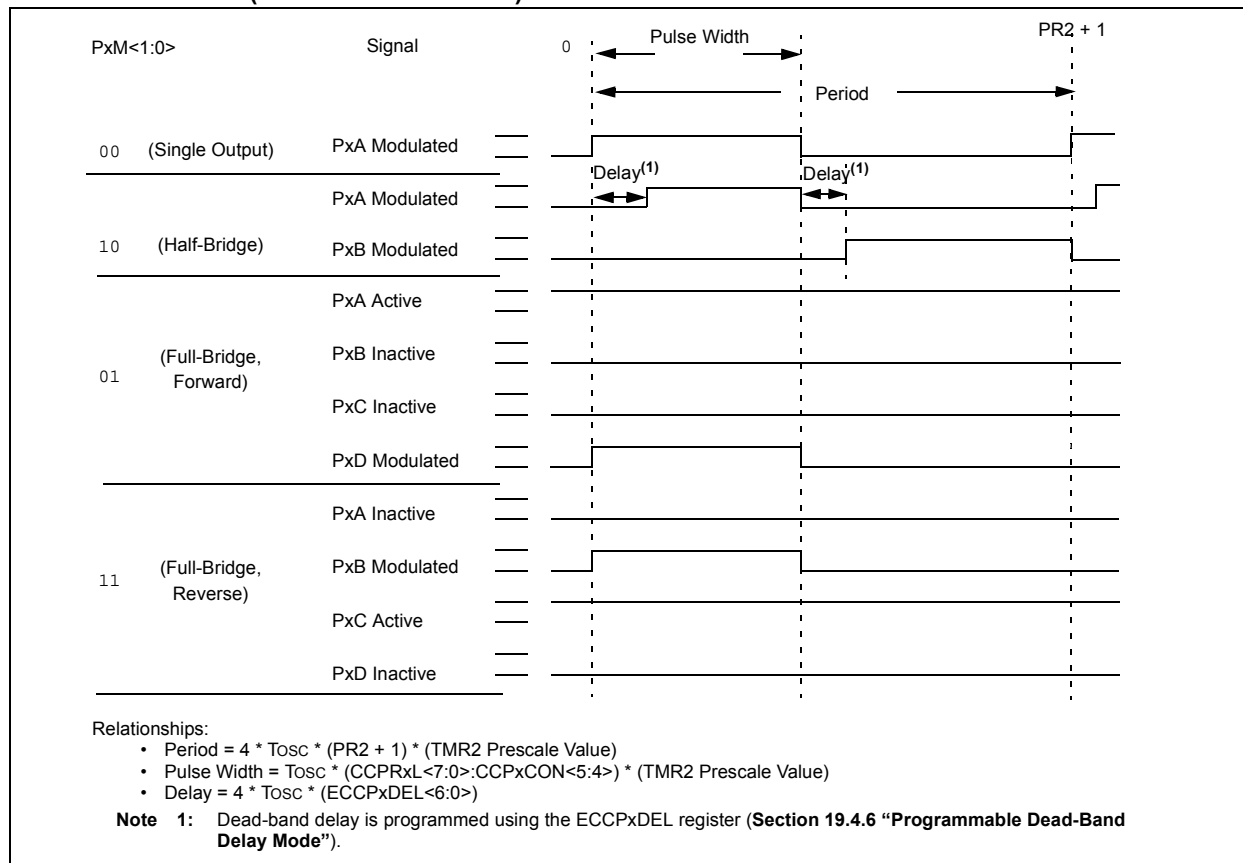 PxM<1:0> Signal 0 Pulse Width PR2 + 1
Period
00 (Single Output) PxA Modulated
Delay(1) Delay(1)
PxA Modulated
10 (Half-Bridge) PxB Modulated
PxA Active
PxB Inactive
01 (Full-Bridge, Forward)
PxC Inactive
PxD Modulated
PxA Inactive
11 (Full-Bridge, Reverse) PxB Modulated
PxC Active
PxD Inactive
Relationships:
• Period = 4 * TOSC * (PR2 + 1) * (TMR2 Prescale Value)
• Pulse Width = TOSC * (CCPRxL<7:0>:CCPxCON<5:4>) * (TMR2 Prescale Value)
• Delay = 4 * TOSC * (ECCPxDEL<6:0>)
Note 1: Dead-band delay is programmed using the ECCPxDEL register (Section 19.4.6 “Programmable Dead-Band
Delay Mode”).